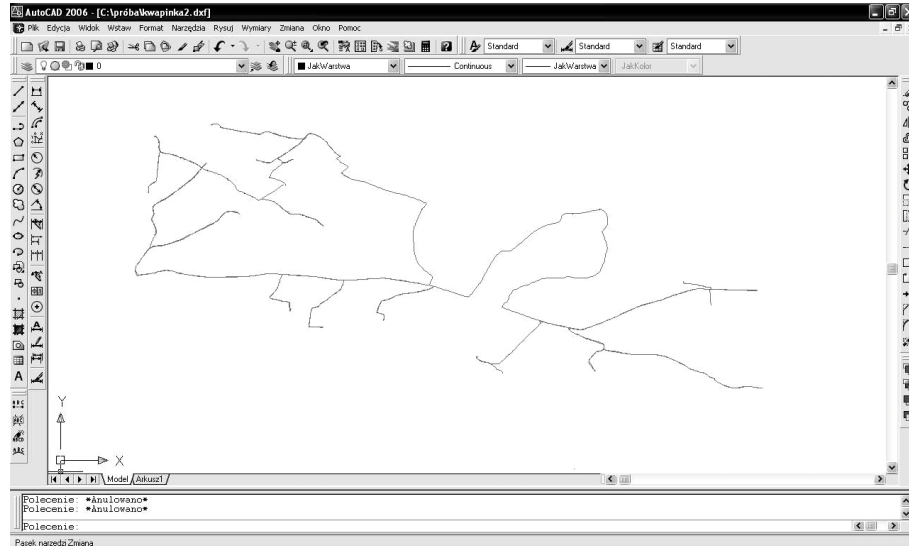 AutoCAD 2006 - [C:\próba\kwapinka2.dxf]
Plik Edycja Widok Wstaw Format Narzędzia Rysuj Wymiary Zmiana Okno Pomoc
Standard Standard Standard
0 JakWarstwa Continuous JakWarstwa JakKolor
A
A
Y
X
Model Arkusz1
Polecenie: *Anulowano*
Polecenie: *Anulowano*
Polecenie:
Pasek narzędzi Zmiana